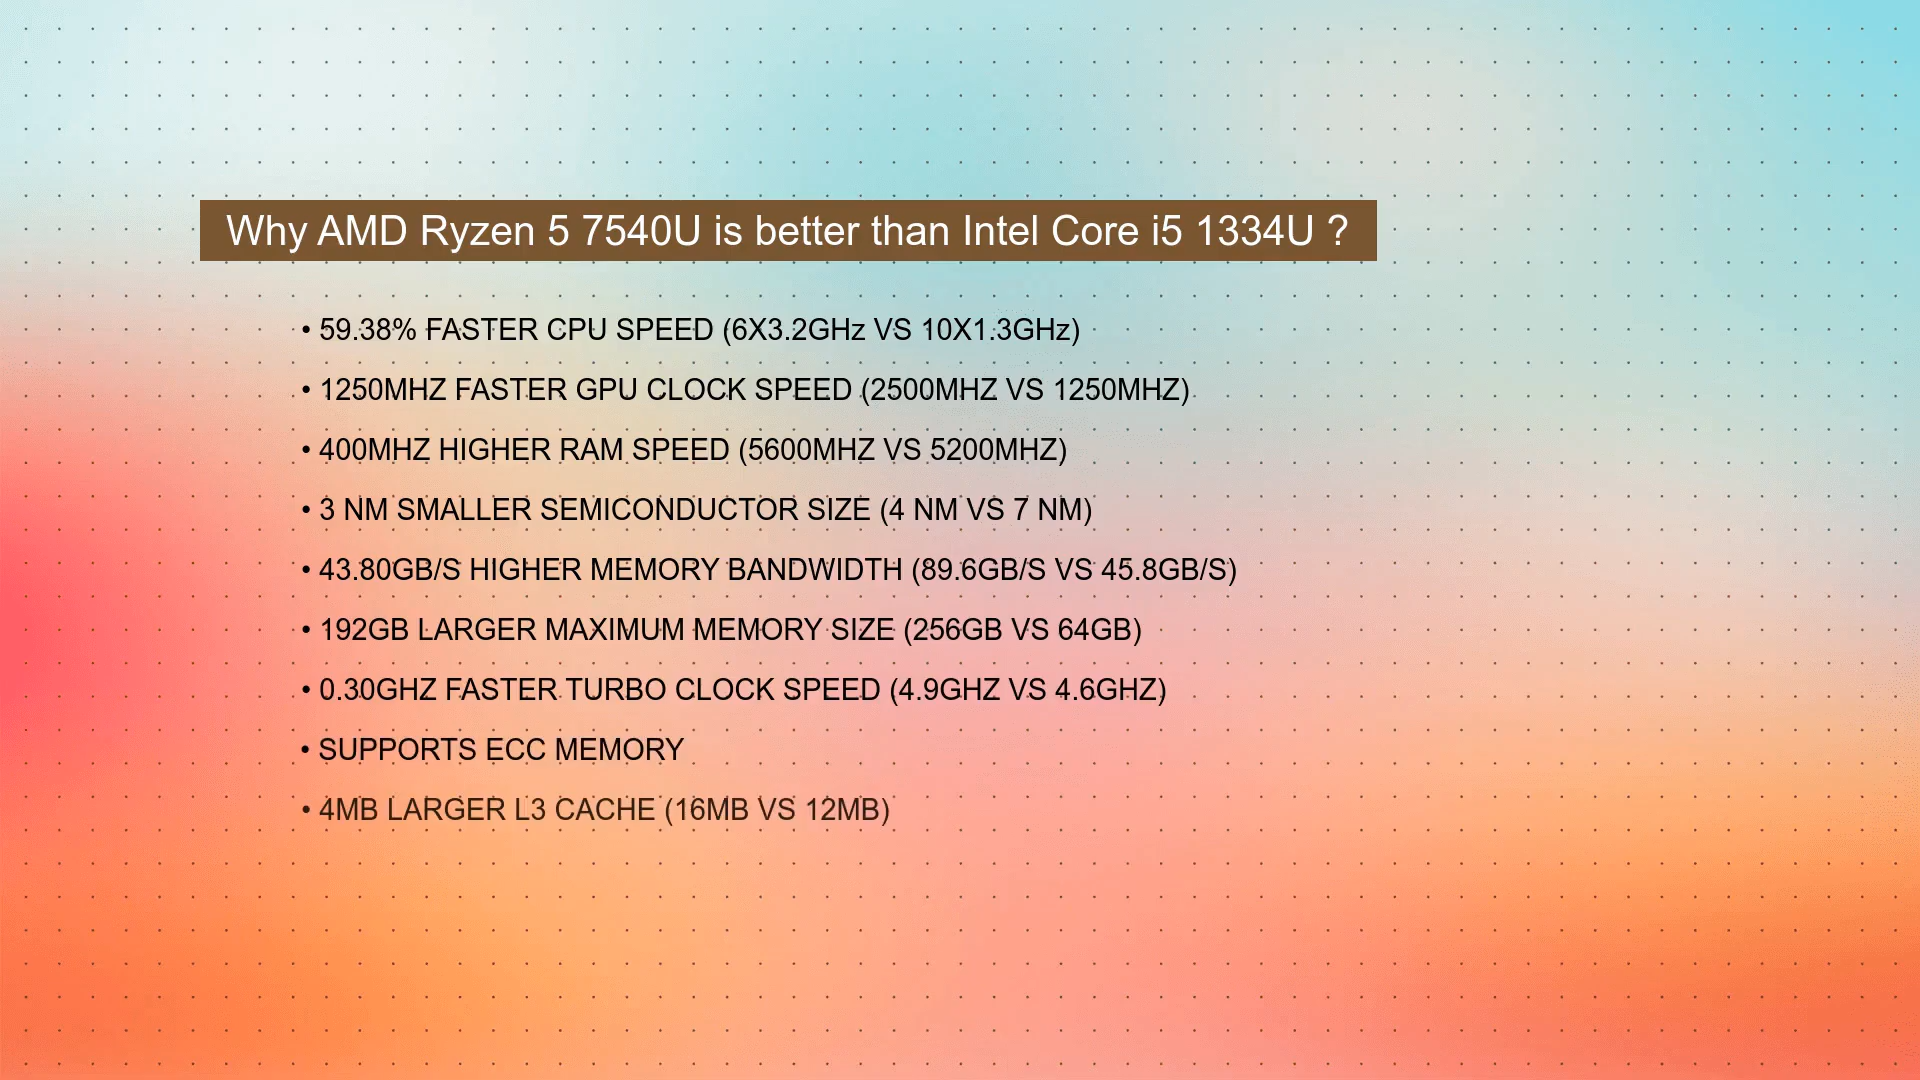 Why AMD Ryzen 5 7540U is better than Intel Core i5 1334U ?
• 59.38% FASTER CPU SPEED (6X3.2GHz VS 10X1.3GHz)
• 1250MHZ FASTER GPU CLOCK SPEED (2500MHZ VS 1250MHZ)
• 400MHZ HIGHER RAM SPEED (5600MHZ VS 5200MHZ)
• 3 NM SMALLER SEMICONDUCTOR SIZE (4 NM VS 7 NM)
• 43.80GB/S HIGHER MEMORY BANDWIDTH (89.6GB/S VS 45.8GB/S)
• 192GB LARGER MAXIMUM MEMORY SIZE (256GB VS 64GB)
• 0.30GHZ FASTER TURBO CLOCK SPEED (4.9GHZ VS 4.6GHZ)
• SUPPORTS ECC MEMORY
• 4MB LARGER L3 CACHE (16MB VS 12MB)